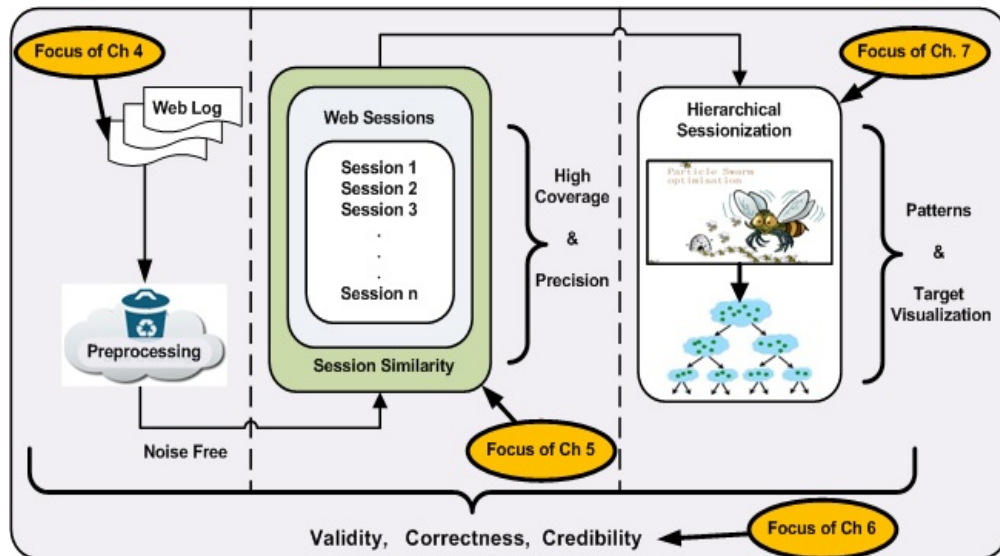 Focus of Ch 4
Web Log
Preprocessing
Noise Free
Web Sessions
Session 1
Session 2
Session 3
.
.
.
Session n
Session Similarity
High
Coverage
&
Precision
Focus of Ch 5
Focus of Ch. 7
Hierarchical
Sessionization
Particle Swarm
optimisation
Patterns
&
Target
Visualization
Validity, Correctness, Credibility
Focus of Ch 6